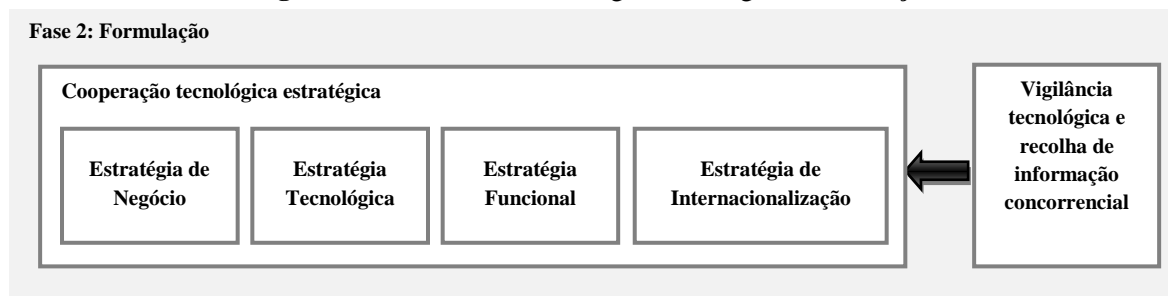 Fase 2: Formulação
Cooperação tecnológica estratégica
Estratégia de
Negócio
Estratégia
Tecnológica
Estratégia
Funcional
Estratégia de
Internacionalização
Vigilância
tecnológica e
recolha de
informação
concorrencial